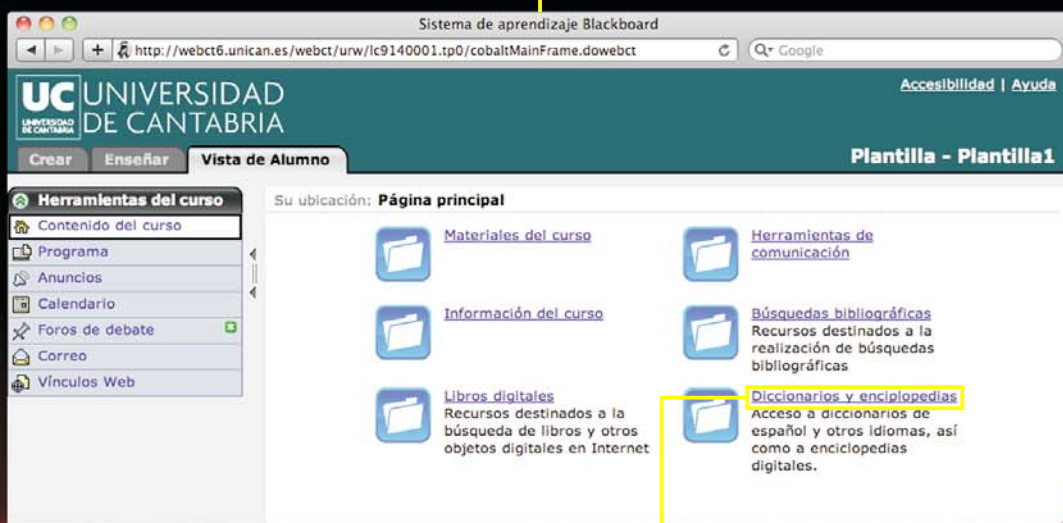 Sistema de aprendizaje Blackboard
http://webct6.unican.es/webct/urw/lc9140001.tp0/cobaltMainFrame.dowebct
Google
Accesibilidad | Ayuda
UC UNIVERSIDAD
DE CANTABRIA
UNIVERSIDAD
DE CANTABRIA
Crear Enseñar Vista de Alumno
Plantilla - Plantilla1
Herramientas del curso
Contenido del curso
Programa
Anuncios
Calendario
Foros de debate
Correo
Vínculos Web
Su ubicación: Página principal
Materiales del curso
Herramientas de
comunicación
Información del curso
Búsquedas bibliográficas
Recursos destinados a la
realización de búsquedas
bibliográficas
Libros digitales
Recursos destinados a la
búsqueda de libros y otros
objetos digitales en Internet
Diccionarios y enciplopedias
Acceso a diccionarios de
español y otros idiomas, así
como a enciclopedias
digitales.